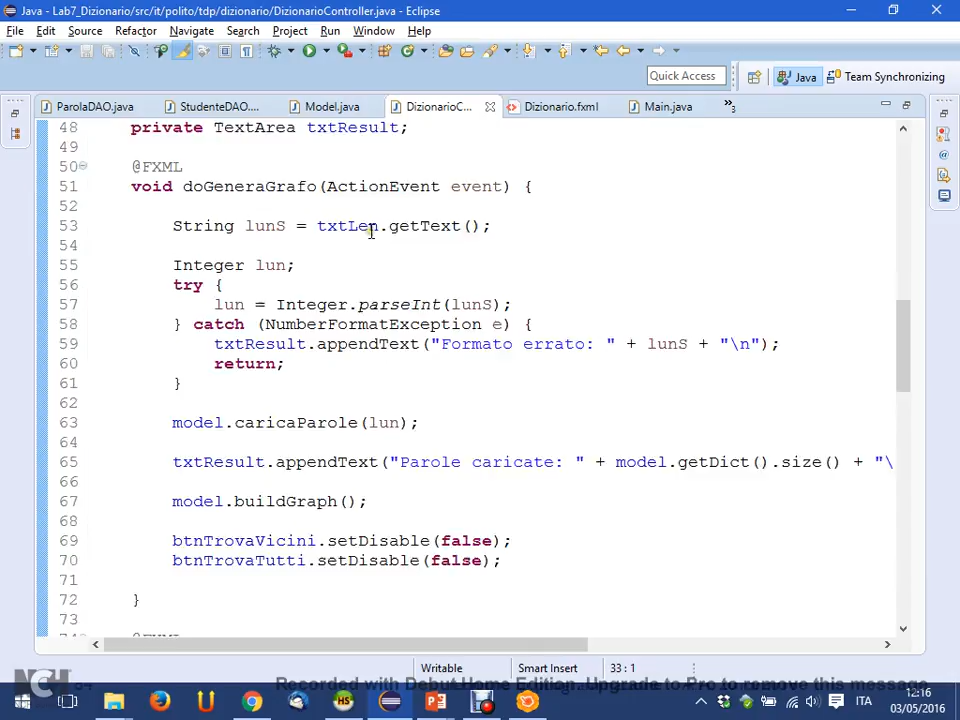 Java - Lab7_Dizionario/src/it/polito/tdp/dizionario/DizionarioController.java - Eclipse
File Edit Source Refactor Navigate Search Project Run Window Help
Quick Access Java Team Synchronizing
ParolaDAO.java StudenteDAO.... Model.java DizionarioC... Dizionario.fxml Main.java »3
48 private TextArea txtResult;
49
50 @FXML
51 void doGeneraGrafo(ActionEvent event) {
52
53 String lunS = txtLen.getText();
54
55 Integer lun;
56 try {
57 lun = Integer.parseInt(lunS);
58 } catch (NumberFormatException e) {
59 txtResult.appendText("Formato errato: " + lunS + "\n");
60 return;
61 }
62
63 model.caricaParole(lun);
64
65 txtResult.appendText("Parole caricate: " + model.getDict().size() + "\
66
67 model.buildGraph();
68
69 btnTrovaVicini.setDisable(false);
70 btnTrovaTutti.setDisable(false);
71
72 }
73
74 @FXML
Writable Smart Insert 33 : 1
Recorded with Debut Home Edition. Upgrade to Pro to remove this message
NCH
ITA 12:16
03/05/2016